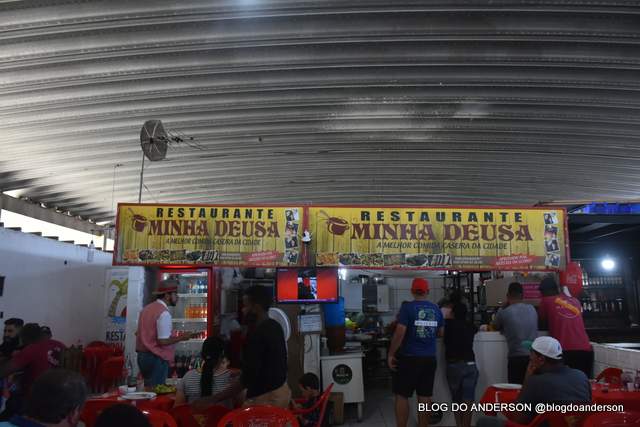 RESTAURANTE
MINHA DEUSA
A MELHOR COMIDA CASEIRA DA CIDADE
RESTAURANTE
MINHA DEUSA
A MELHOR COMIDA CASEIRA DA CIDADE
BLOG DO ANDERSON @blogdoanderson